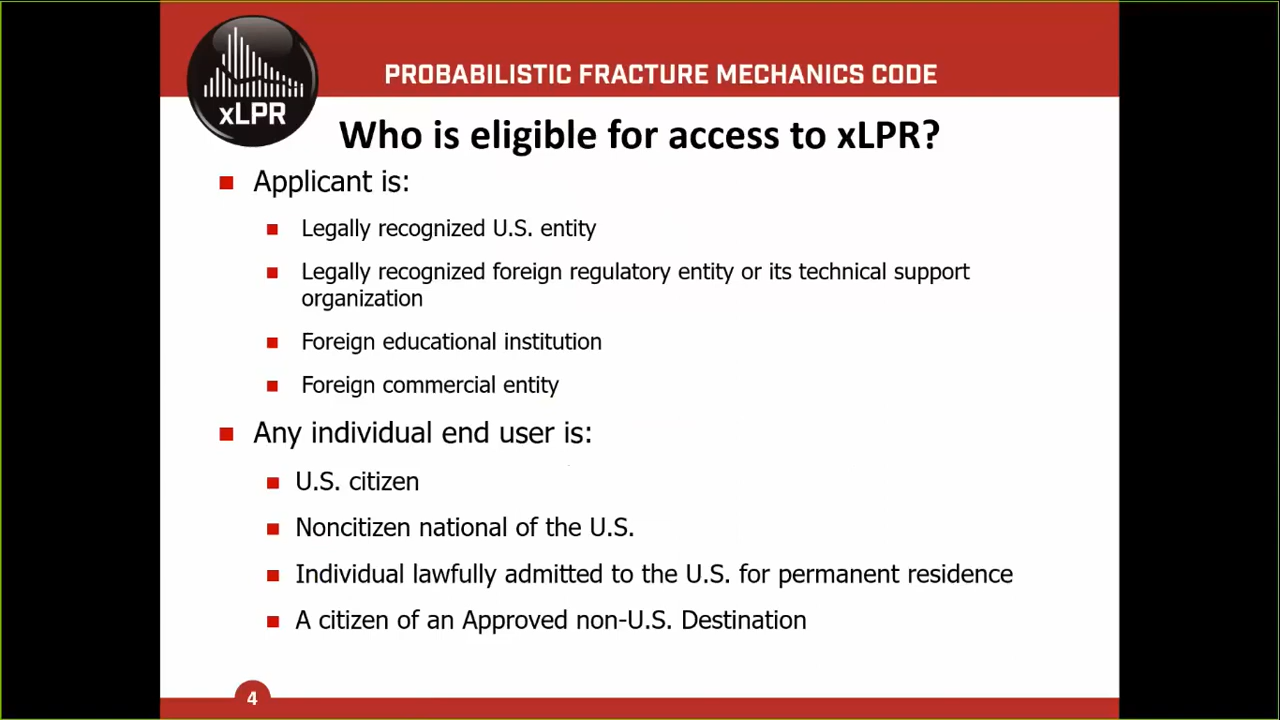 xLPR
PROBABILISTIC FRACTURE MECHANICS CODE
Who is eligible for access to xLPR?
Applicant is:
Legally recognized U.S. entity
Legally recognized foreign regulatory entity or its technical support
organization
Foreign educational institution
Foreign commercial entity
Any individual end user is:
U.S. citizen
Noncitizen national of the U.S.
Individual lawfully admitted to the U.S. for permanent residence
A citizen of an Approved non-U.S. Destination
4